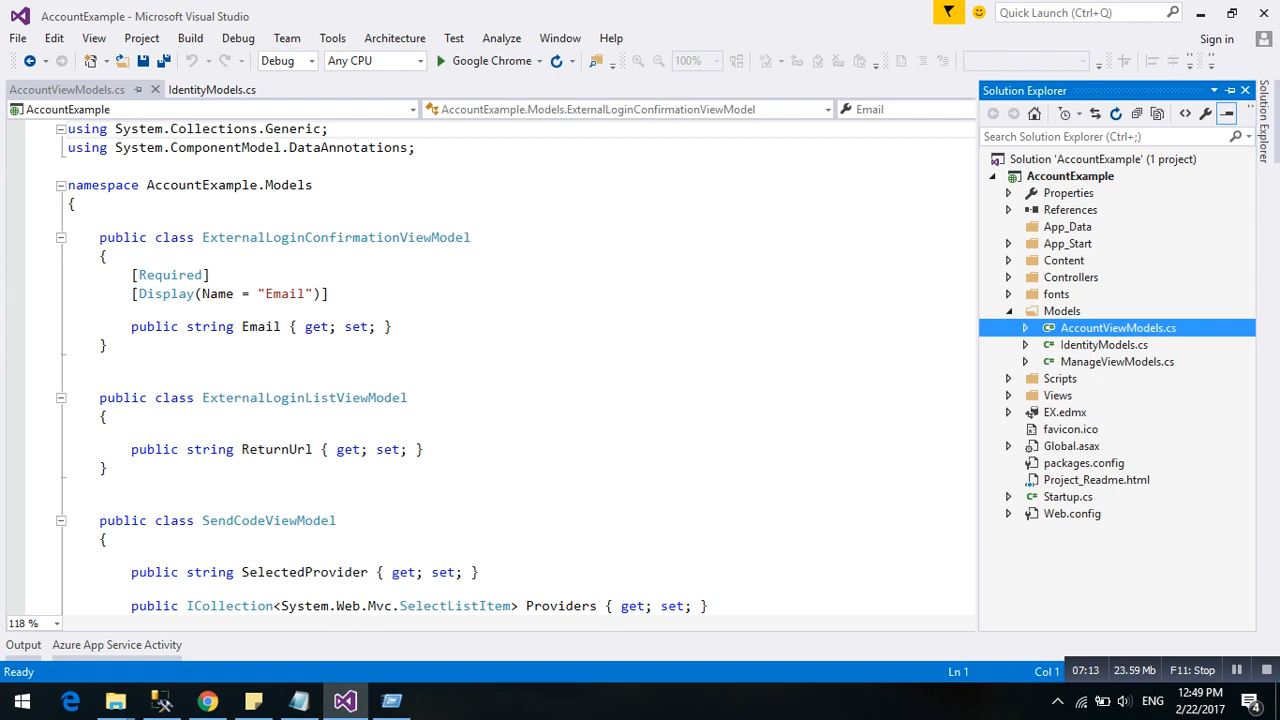 AccountExample - Microsoft Visual Studio
Quick Launch (Ctrl+Q)
File Edit View Project Build Debug Team Tools Architecture Test Analyze Window Help
Sign in
Debug Any CPU Google Chrome 100%
AccountViewModels.cs IdentityModels.cs
AccountExample AccountExample.Models.ExternalLoginConfirmationViewModel Email
using System.Collections.Generic;
using System.ComponentModel.DataAnnotations;
namespace AccountExample.Models
{
public class ExternalLoginConfirmationViewModel
{
[Required]
[Display(Name = "Email")]
public string Email { get; set; }
}
public class ExternalLoginListViewModel
{
public string ReturnUrl { get; set; }
}
public class SendCodeViewModel
{
public string SelectedProvider { get; set; }
public ICollection<System.Web.Mvc.SelectListItem> Providers { get; set; }
118 %
Solution Explorer
Search Solution Explorer (Ctrl+;)
Solution 'AccountExample' (1 project)
AccountExample
Properties
References
App_Data
App_Start
Content
Controllers
fonts
Models
AccountViewModels.cs
IdentityModels.cs
ManageViewModels.cs
Scripts
Views
EX.edmx
favicon.ico
Global.asax
packages.config
Project_Readme.html
Startup.cs
Web.config
Solution Explorer
Output Azure App Service Activity
Ready Ln 1 Col 1 07:13 23.59 Mb F11: Stop
ENG
12:49 PM
2/22/2017
4